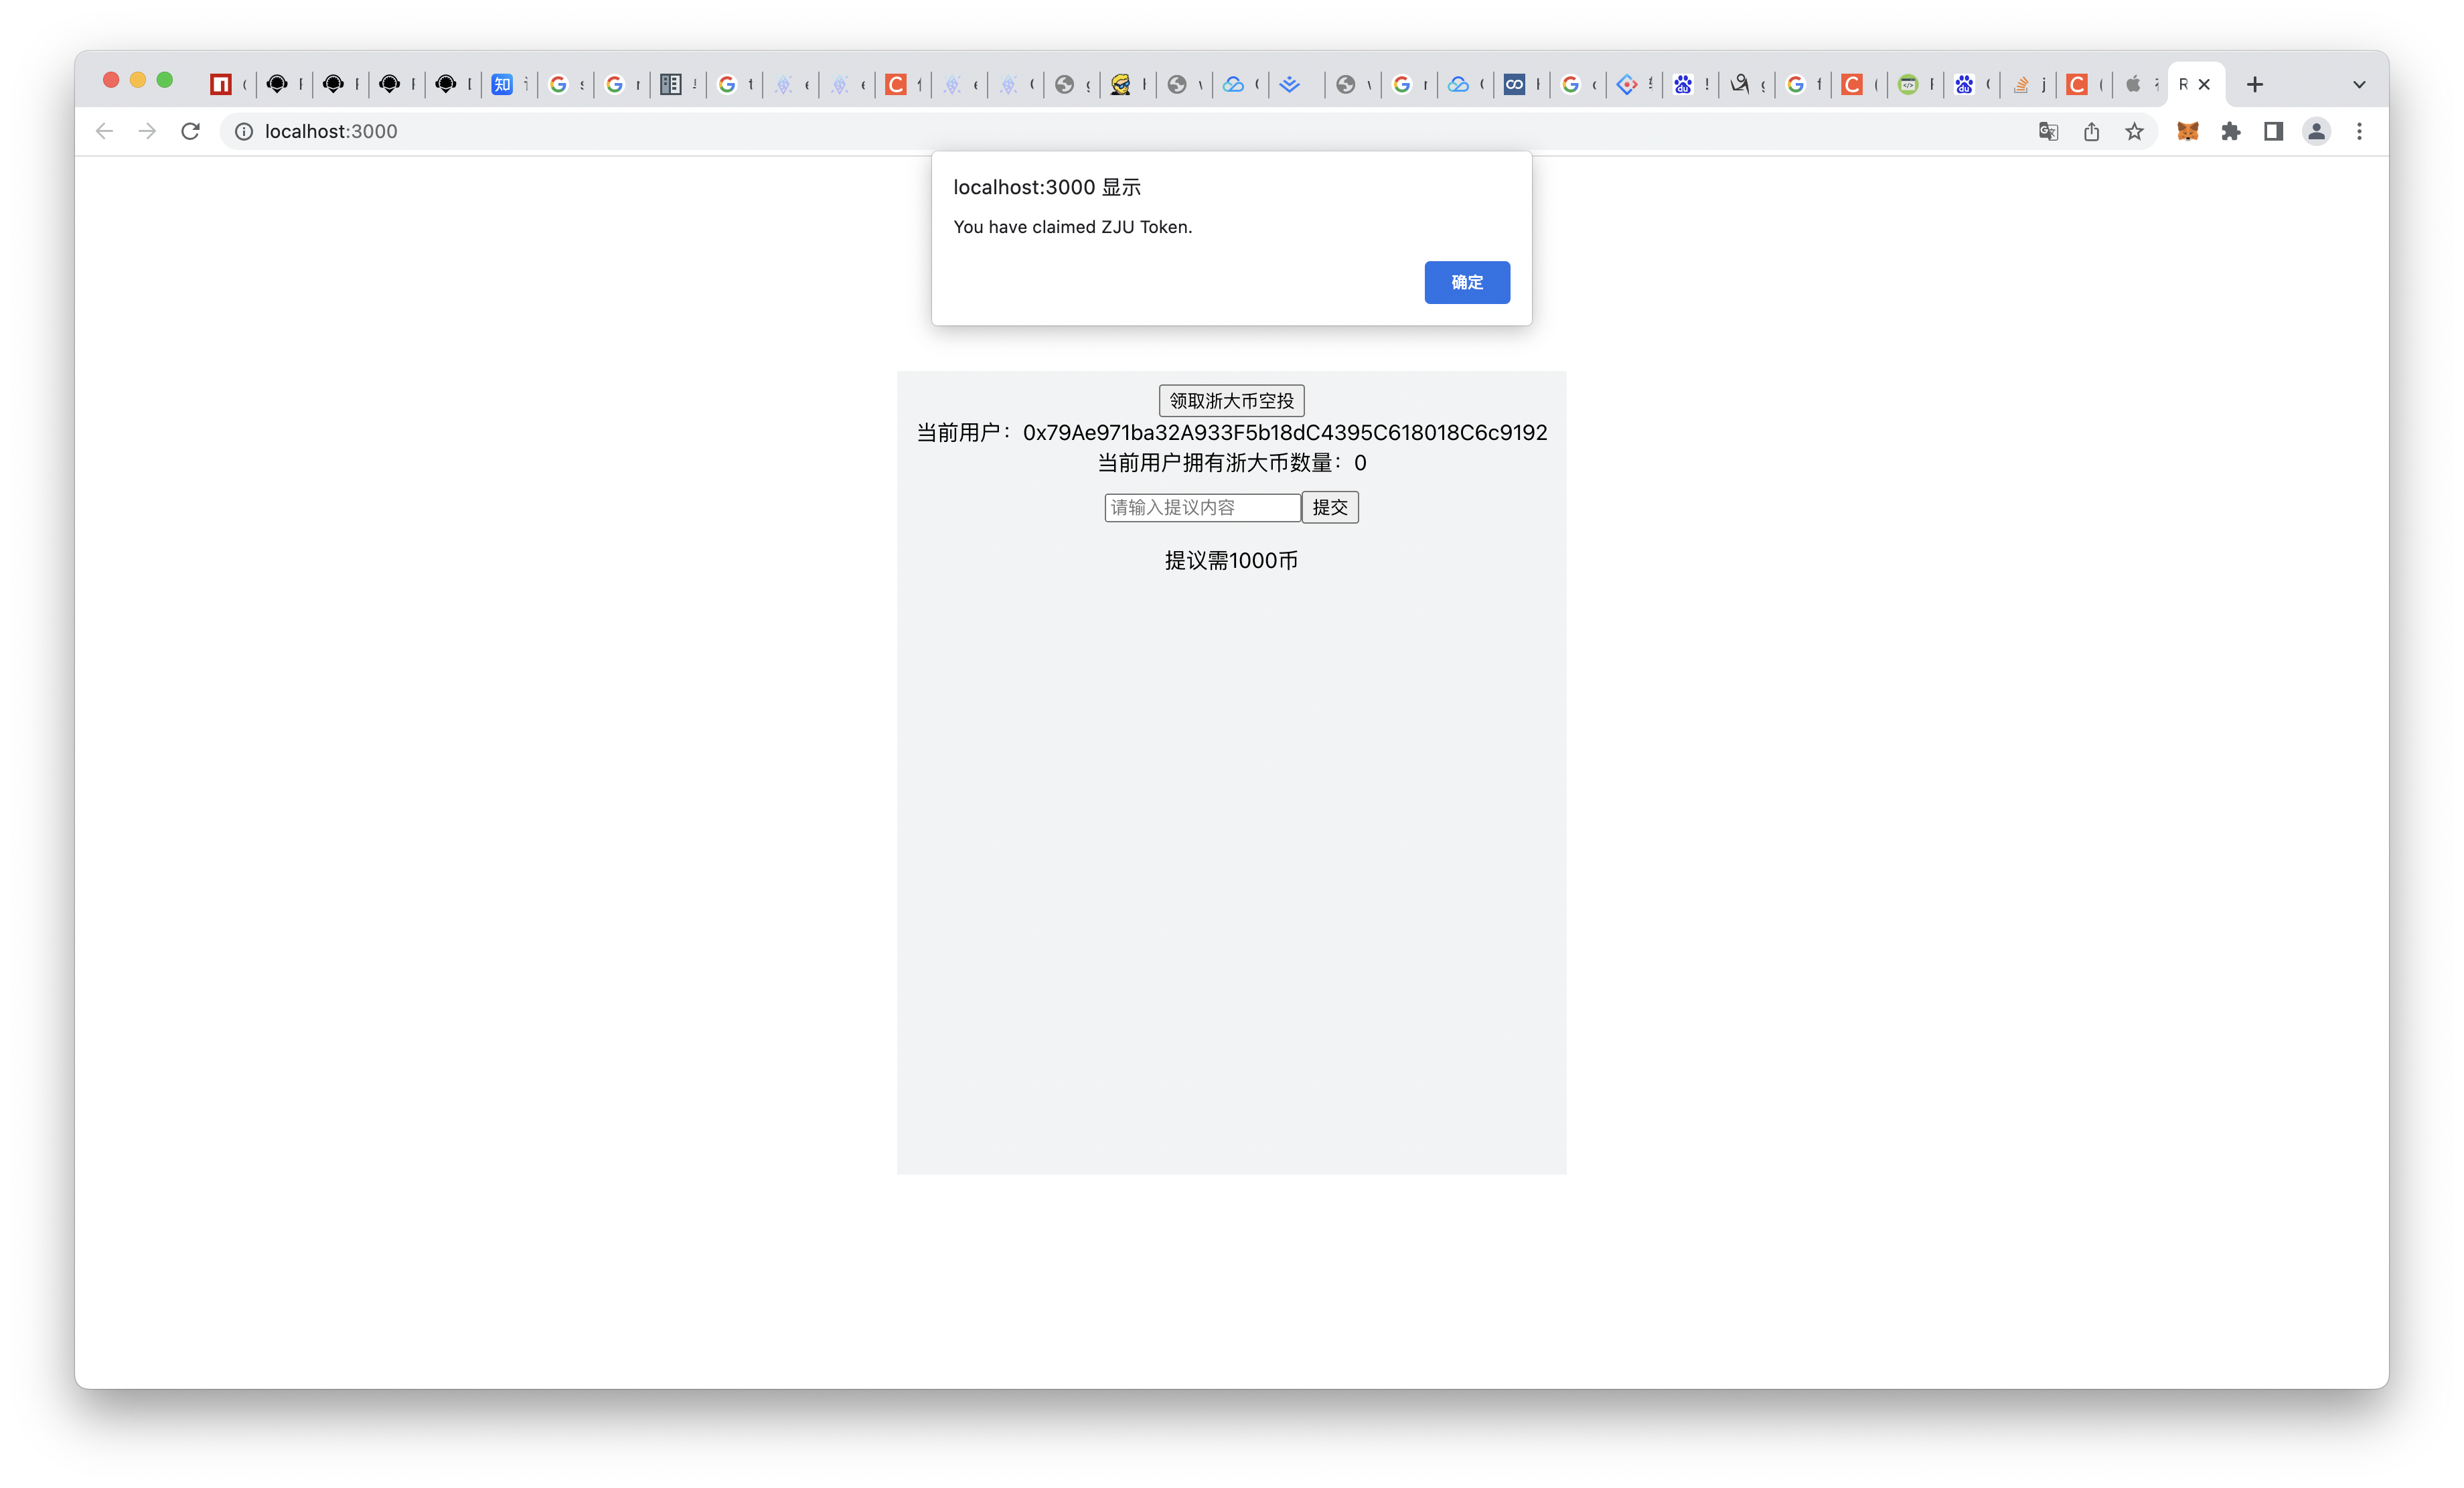 localhost:3000
localhost:3000 显示
You have claimed ZJU Token.
确定
领取浙大币空投
当前用户：0x79Ae971ba32A933F5b18dC4395C618018C6c9192
当前用户拥有浙大币数量：0
请输入提议内容 提交
提议需1000币